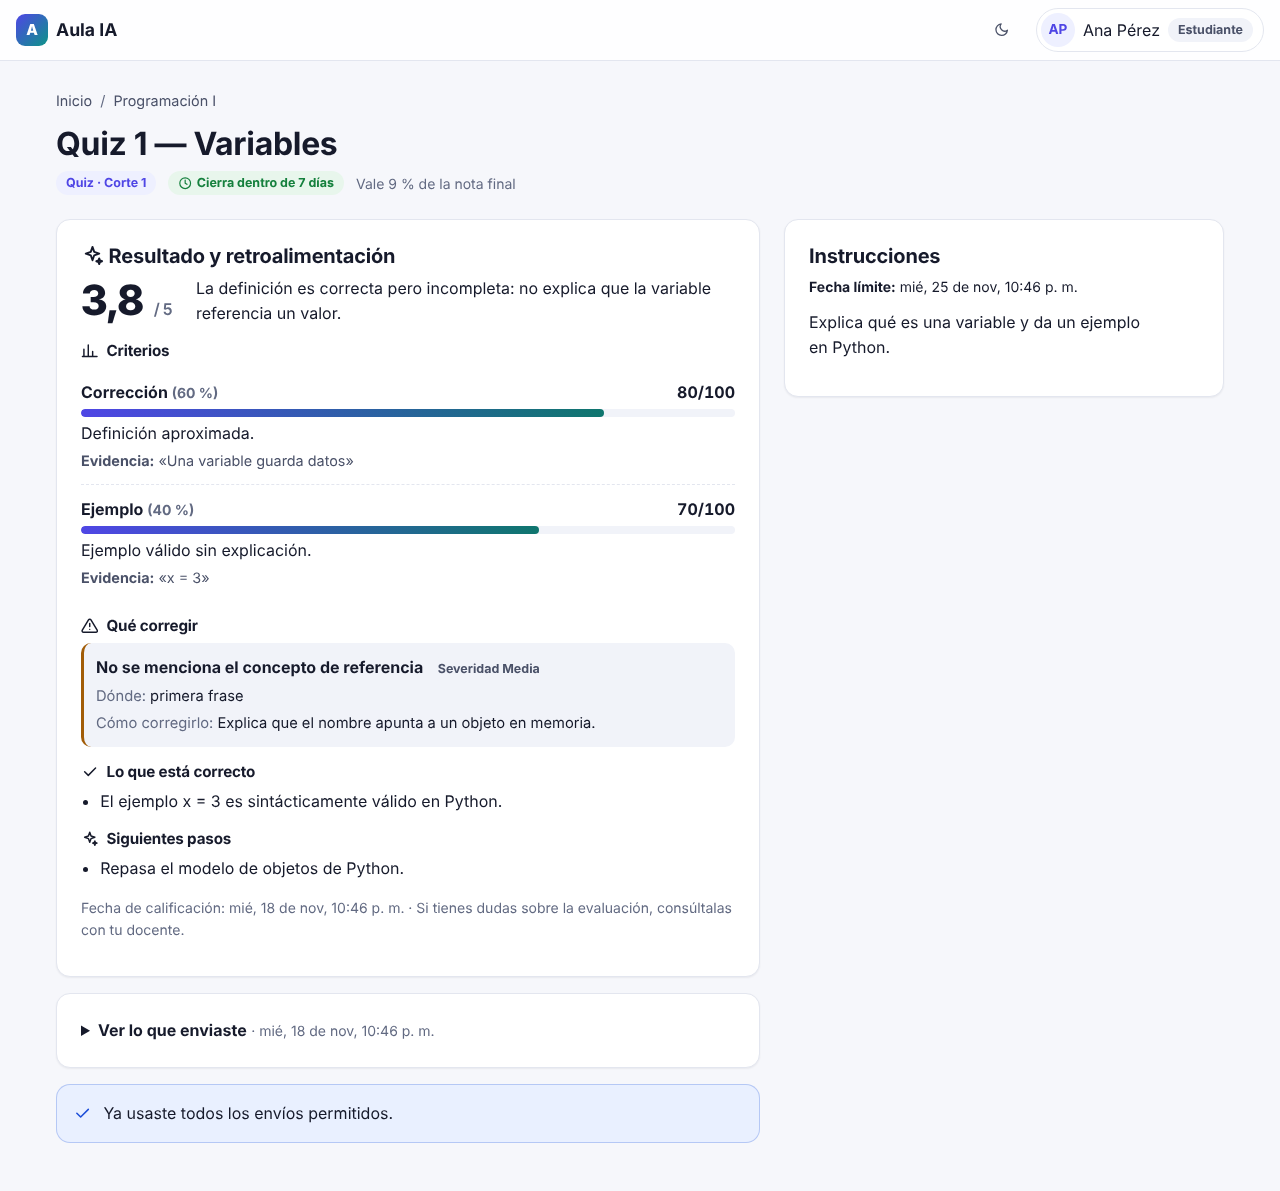 A Aula IA
AP Ana Pérez Estudiante
Inicio / Programación I
Quiz 1 — Variables
Quiz · Corte 1 Cierra dentro de 7 días Vale 9 % de la nota final
Resultado y retroalimentación
3,8 / 5
La definición es correcta pero incompleta: no explica que la variable
referencia un valor.
Criterios
Corrección (60 %) 80/100
Definición aproximada.
Evidencia: «Una variable guarda datos»
Ejemplo (40 %) 70/100
Ejemplo válido sin explicación.
Evidencia: «x = 3»
Qué corregir
No se menciona el concepto de referencia Severidad Media
Dónde: primera frase
Cómo corregirlo: Explica que el nombre apunta a un objeto en memoria.
Lo que está correcto
• El ejemplo x = 3 es sintácticamente válido en Python.
Siguientes pasos
• Repasa el modelo de objetos de Python.
Fecha de calificación: mié, 18 de nov, 10:46 p. m. · Si tienes dudas sobre la evaluación, consúltalas
con tu docente.
Ver lo que enviaste · mié, 18 de nov, 10:46 p. m.
Ya usaste todos los envíos permitidos.
Instrucciones
Fecha límite: mié, 25 de nov, 10:46 p. m.
Explica qué es una variable y da un ejemplo
en Python.